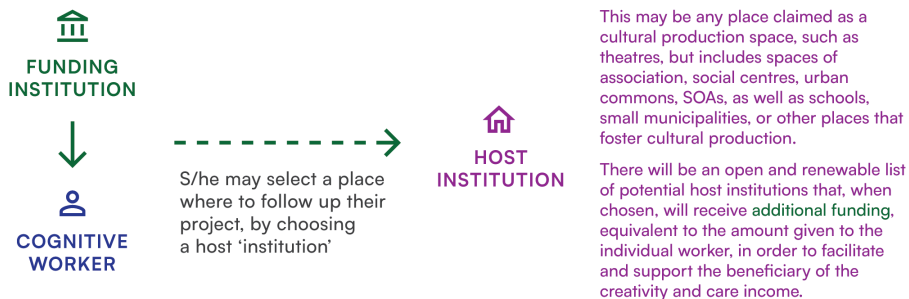 FUNDING
INSTITUTION
COGNITIVE
WORKER
S/he may select a place
where to follow up their
project, by choosing
a host ‘institution’
HOST
INSTITUTION
This may be any place claimed as a
cultural production space, such as
theatres, but includes spaces of
association, social centres, urban
commons, SOAs, as well as schools,
small municipalities, or other places that
foster cultural production.
There will be an open and renewable list
of potential host institutions that, when
chosen, will receive additional funding,
equivalent to the amount given to the
individual worker, in order to facilitate
and support the beneficiary of the
creativity and care income.